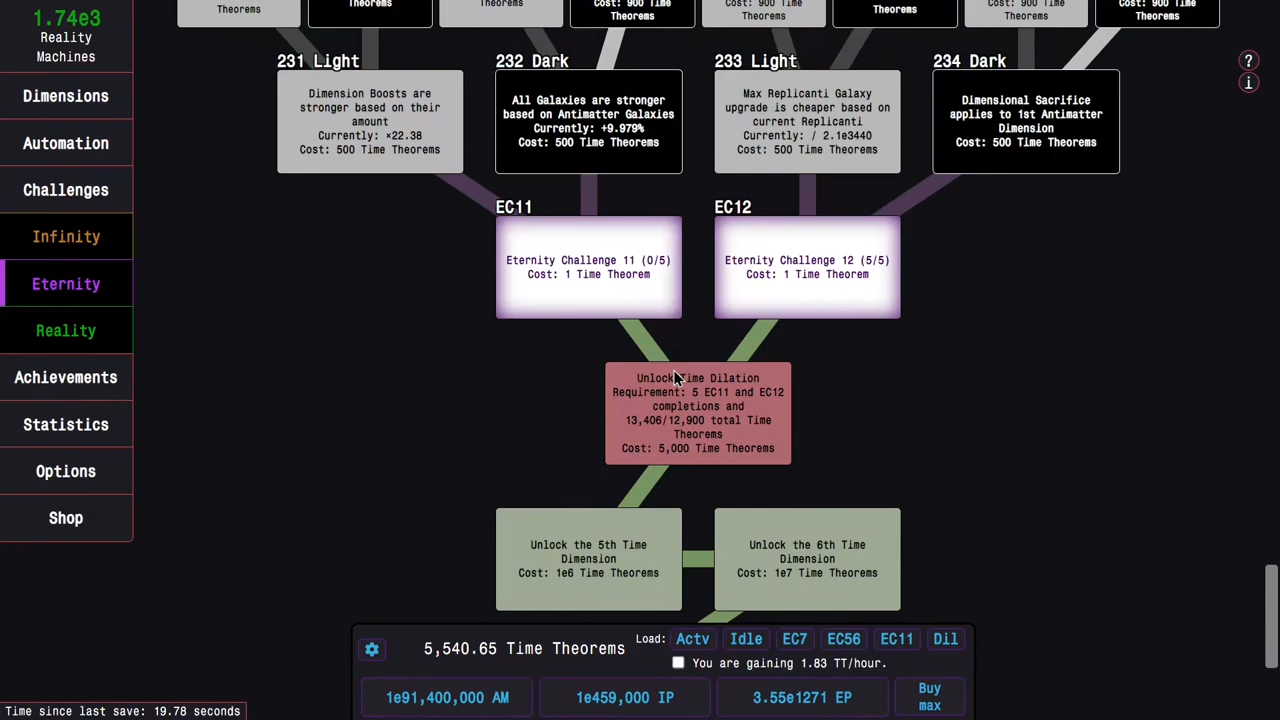 1.74e3
Reality
Machines
Dimensions
Automation
Challenges
Infinity
Eternity
Reality
Achievements
Statistics
Options
Shop
Time since last save: 19.78 seconds
Theorems
Theorems
Theorems
Cost: 900 Time
Theorems
Theorems
Theorems
Cost: 900 Time
Theorems
Cost: 900 Time
Theorems
231 Light
Dimension Boosts are
stronger based on their
amount
Currently: ×22.38
Cost: 500 Time Theorems
232 Dark
All Galaxies are stronger
based on Antimatter Galaxies
Currently: +9.979%
Cost: 500 Time Theorems
233 Light
Max Replicanti Galaxy
upgrade is cheaper based on
current Replicanti
Currently: / 2.1e3440
Cost: 500 Time Theorems
234 Dark
Dimensional Sacrifice
applies to 1st Antimatter
Dimension
Cost: 500 Time Theorems
?
i
EC11
Eternity Challenge 11 (0/5)
Cost: 1 Time Theorem
EC12
Eternity Challenge 12 (5/5)
Cost: 1 Time Theorem
Unlock Time Dilation
Requirement: 5 EC11 and EC12
completions and
13,406/12,900 total Time
Theorems
Cost: 5,000 Time Theorems
Unlock the 5th Time
Dimension
Cost: 1e6 Time Theorems
Unlock the 6th Time
Dimension
Cost: 1e7 Time Theorems
5,540.65 Time Theorems
Load: Actv Idle EC7 EC56 EC11 Dil
You are gaining 1.83 TT/hour.
1e91,400,000 AM
1e459,000 IP
3.55e1271 EP
Buy
max